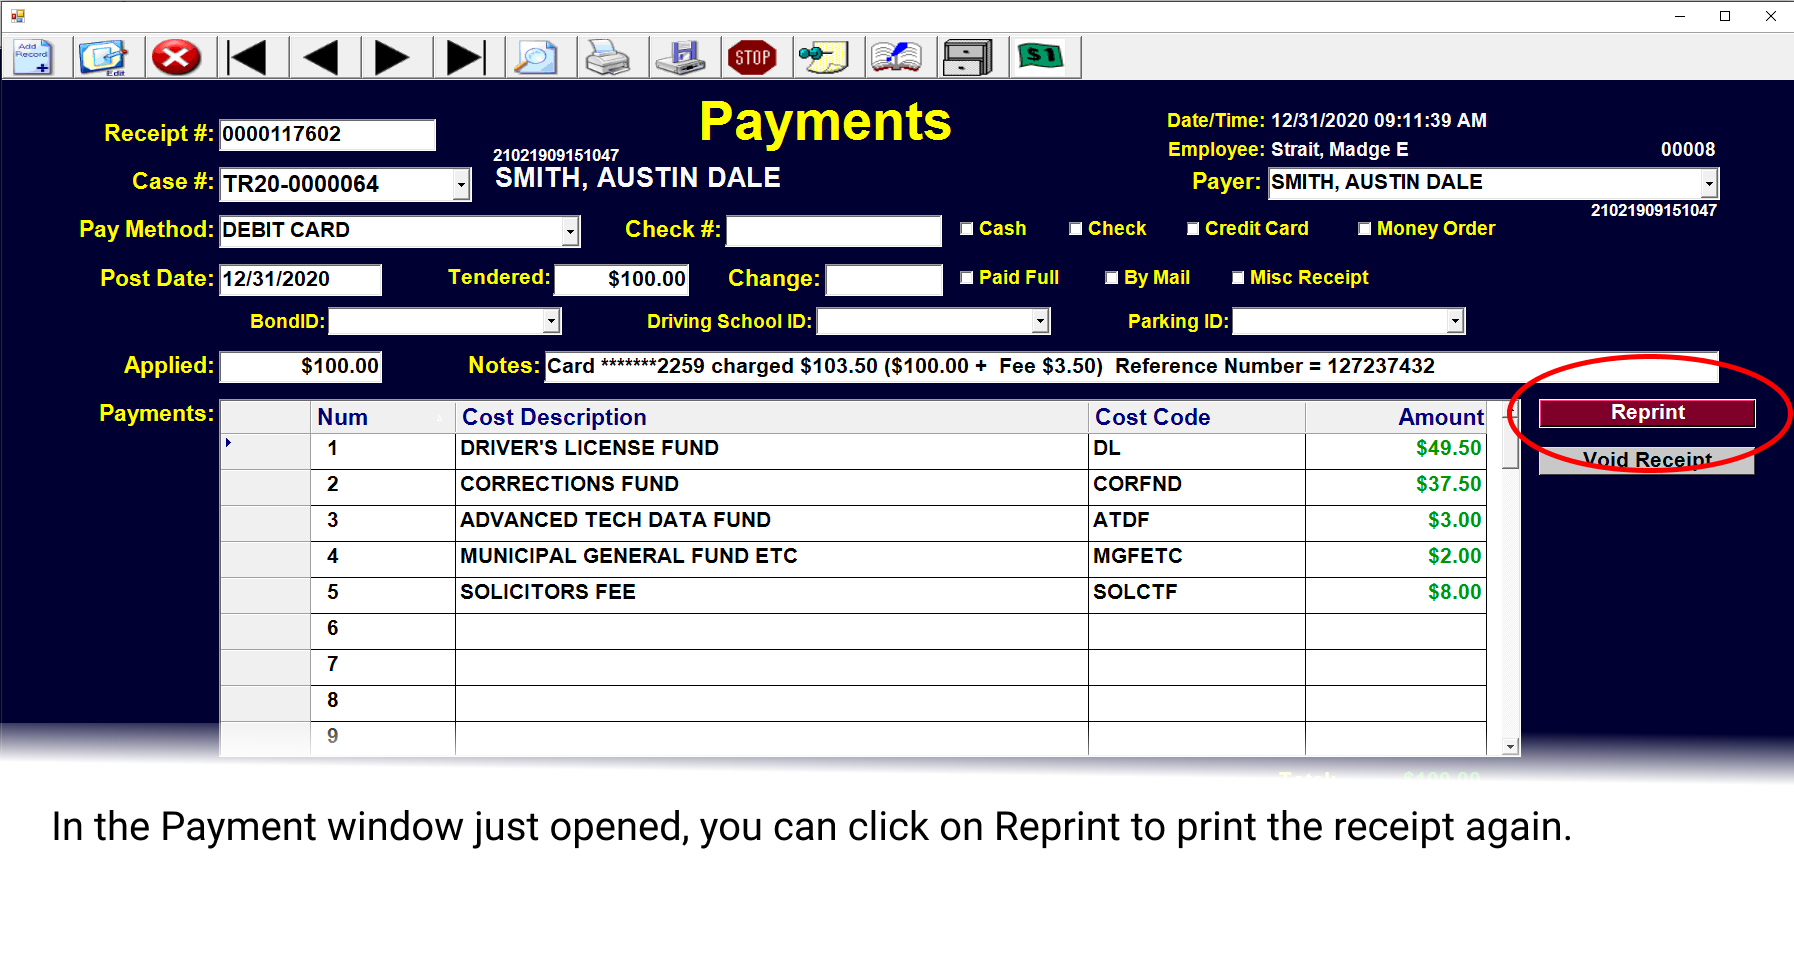 Add
Record
Edit
STOP
$1
Payments
Receipt #: 0000117602
Date/Time: 12/31/2020 09:11:39 AM
Employee: Strait, Madge E 00008
21021909151047
Case #: TR20-0000064 SMITH, AUSTIN DALE
Payer: SMITH, AUSTIN DALE
21021909151047
Pay Method: DEBIT CARD Check #: Cash Check Credit Card Money Order
Post Date: 12/31/2020 Tendered: $100.00 Change: Paid Full By Mail Misc Receipt
BondID: Driving School ID: Parking ID:
Applied: $100.00 Notes: Card *******2259 charged $103.50 ($100.00 + Fee $3.50) Reference Number = 127237432
Payments: Num Cost Description Cost Code Amount
Reprint
Void Receipt
1 DRIVER'S LICENSE FUND DL $49.50
2 CORRECTIONS FUND CORFND $37.50
3 ADVANCED TECH DATA FUND ATDF $3.00
4 MUNICIPAL GENERAL FUND ETC MGFETC $2.00
5 SOLICITORS FEE SOLCTF $8.00
6
7
8
9
In the Payment window just opened, you can click on Reprint to print the receipt again.